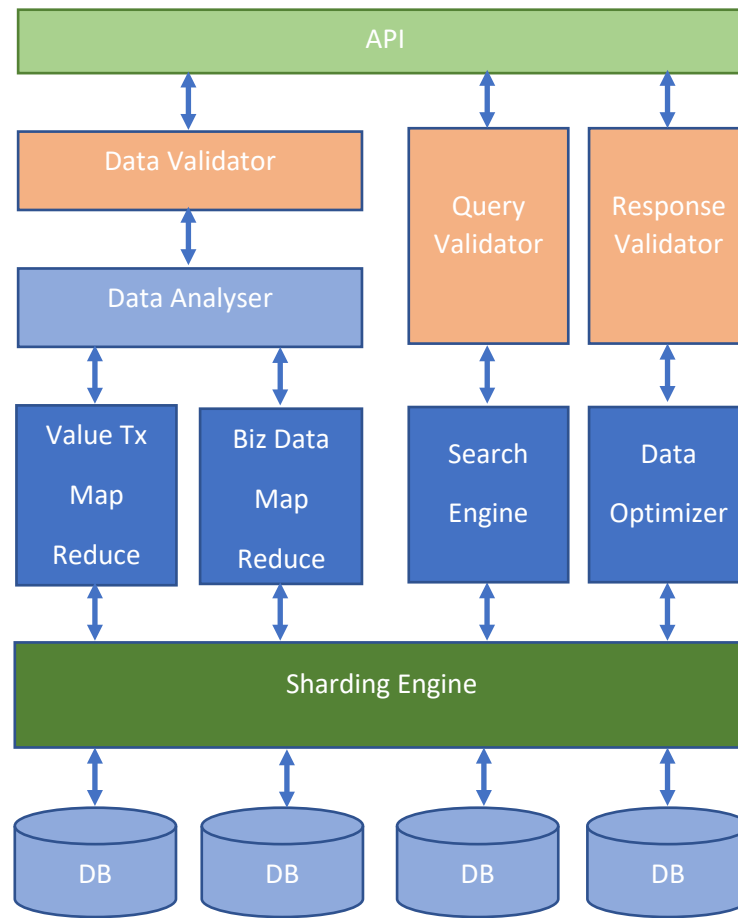 API
Data Validator
Query
Validator
Response
Validator
Data Analyser
Value Tx
Map
Reduce
Biz Data
Map
Reduce
Search
Engine
Data
Optimizer
Sharding Engine
DB
DB
DB
DB